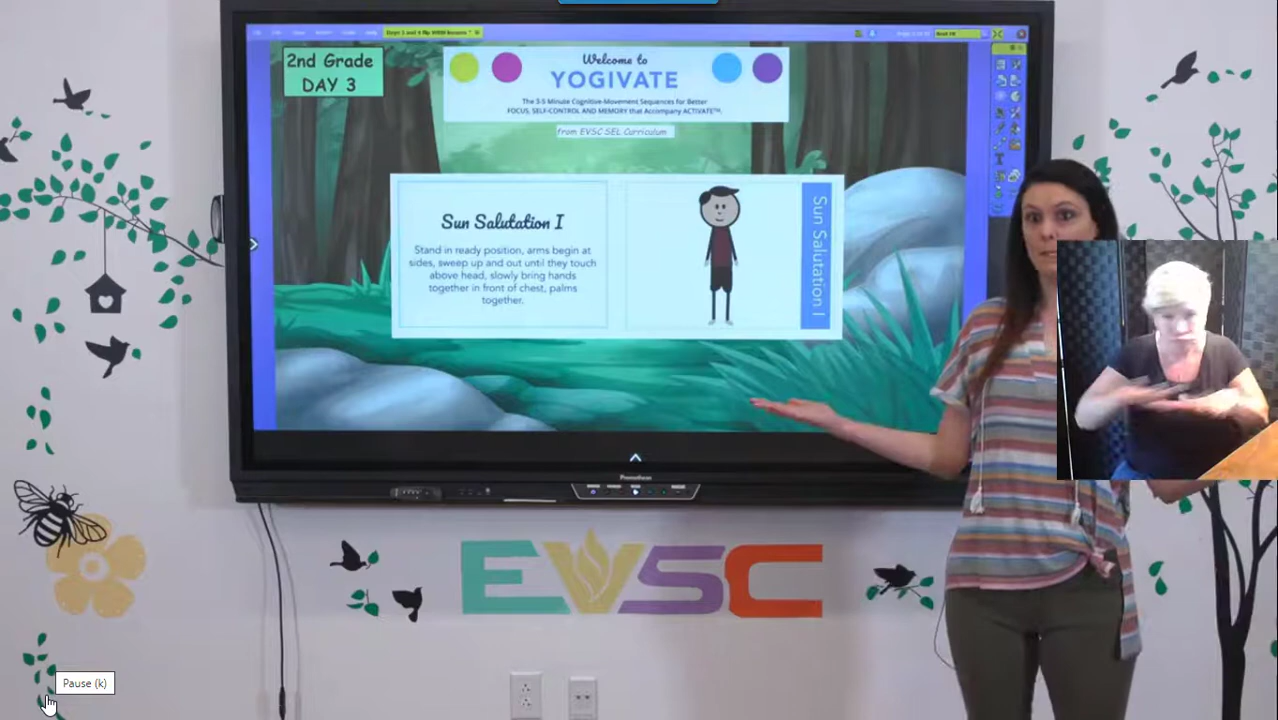 2nd Grade
DAY 3
Welcome to
YOGIVATE
The 3-5 Minute Cognitive-Movement Sequences for Better
FOCUS, SELF-CONTROL AND MEMORY that Accompany ACTIVATE™.
from EVSC SEL Curriculum
Sun Salutation I
Stand in ready position, arms begin at
sides, sweep up and out until they touch
above head, slowly bring hands
together in front of chest, palms
together.
Sun Salutation I
Promethean
EVSC
Pause (k)